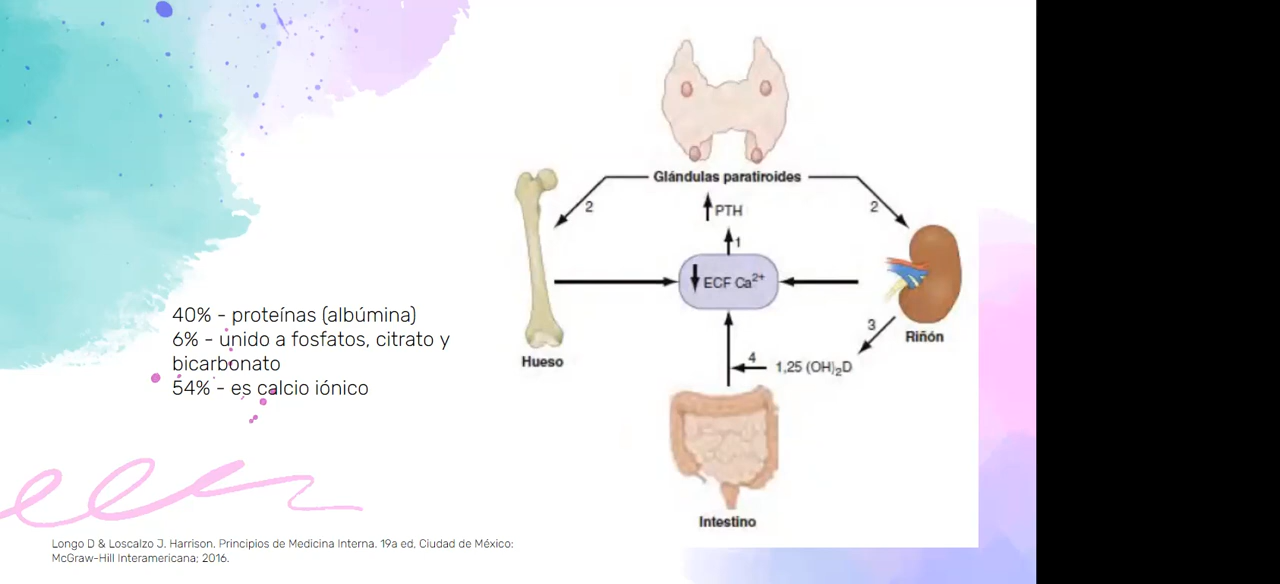 Glándulas paratiroides
2
2
PTH
1
ECF Ca²⁺
40% - proteínas (albúmina)
6% - unido a fosfatos, citrato y
bicarbonato
54% - es calcio iónico
3
Riñón
Hueso
4
1,25 (OH)₂D
Intestino
Longo D & Loscalzo J. Harrison. Principios de Medicina Interna. 19a ed. Ciudad de México:
McGraw-Hill Interamericana; 2016.